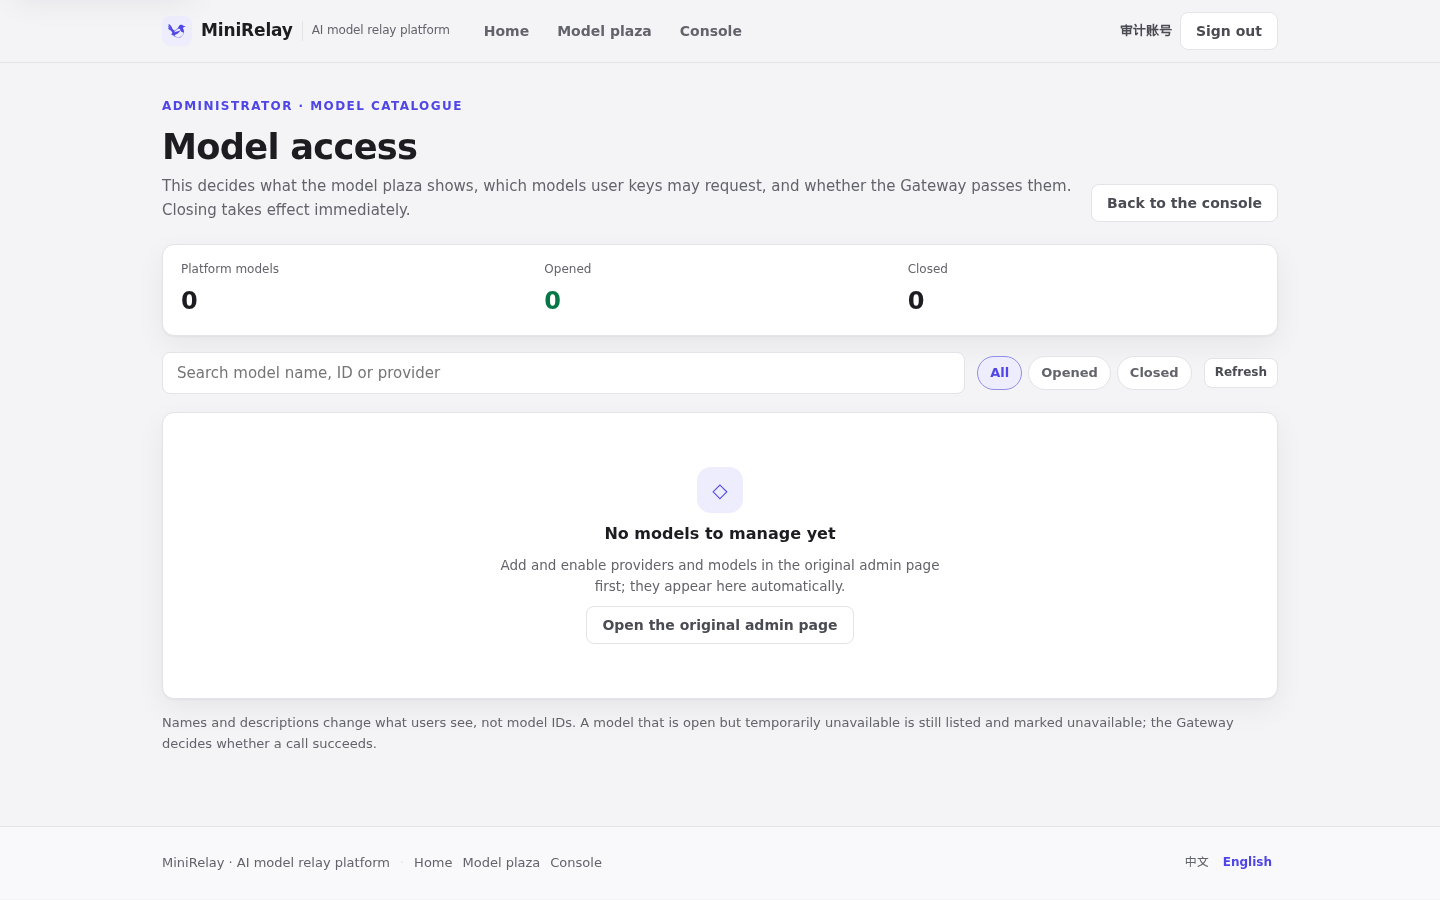 MiniRelay
AI model relay platform
Home
Model plaza
Console
审计账号
Sign out
ADMINISTRATOR · MODEL CATALOGUE
Model access
This decides what the model plaza shows, which models user keys may request, and whether the Gateway passes them.
Closing takes effect immediately.
Back to the console
Platform models
Opened
Closed
0
0
0
Search model name, ID or provider
All
Opened
Closed
Refresh
No models to manage yet
Add and enable providers and models in the original admin page
first; they appear here automatically.
Open the original admin page
Names and descriptions change what users see, not model IDs. A model that is open but temporarily unavailable is still listed and marked unavailable; the Gateway
decides whether a call succeeds.
MiniRelay · AI model relay platform · Home Model plaza Console
中文
English